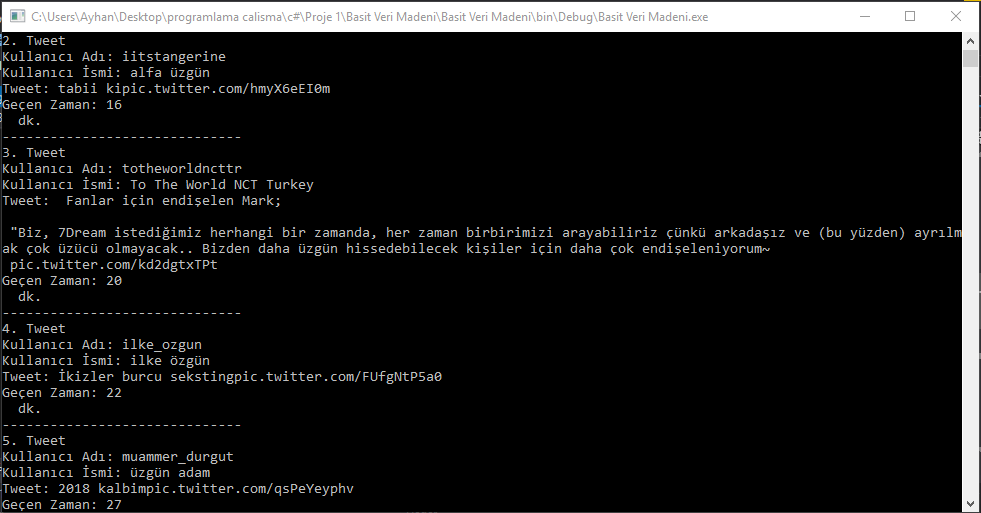 C:\Users\Ayhan\Desktop\programlama calisma\c#\Proje 1\Basit Veri Madeni\Basit Veri Madeni\bin\Debug\Basit Veri Madeni.exe
2. Tweet
Kullanıcı Adı: iitstangerine
Kullanıcı İsmi: alfa üzgün
Tweet: tabii kipic.twitter.com/hmyX6eEI0m
Geçen Zaman: 16
dk.
------------------------------
3. Tweet
Kullanıcı Adı: totheworldncttr
Kullanıcı İsmi: To The World NCT Turkey
Tweet:  Fanlar için endişelen Mark;
"Biz, 7Dream istediğimiz herhangi bir zamanda, her zaman birbirimizi arayabiliriz çünkü arkadaşız ve (bu yüzden) ayrılm
ak çok üzücü olmayacak.. Bizden daha üzgün hissedebilecek kişiler için daha çok endişeleniyorum~
pic.twitter.com/kd2dgtxTPt
Geçen Zaman: 20
dk.
------------------------------
4. Tweet
Kullanıcı Adı: ilke_ozgun
Kullanıcı İsmi: ilke özgün
Tweet: İkizler burcu sekstingpic.twitter.com/FUfgNtP5a0
Geçen Zaman: 22
dk.
------------------------------
5. Tweet
Kullanıcı Adı: muammer_durgut
Kullanıcı İsmi: üzgün adam
Tweet: 2018 kalbimpic.twitter.com/qsPeYeyphv
Geçen Zaman: 27